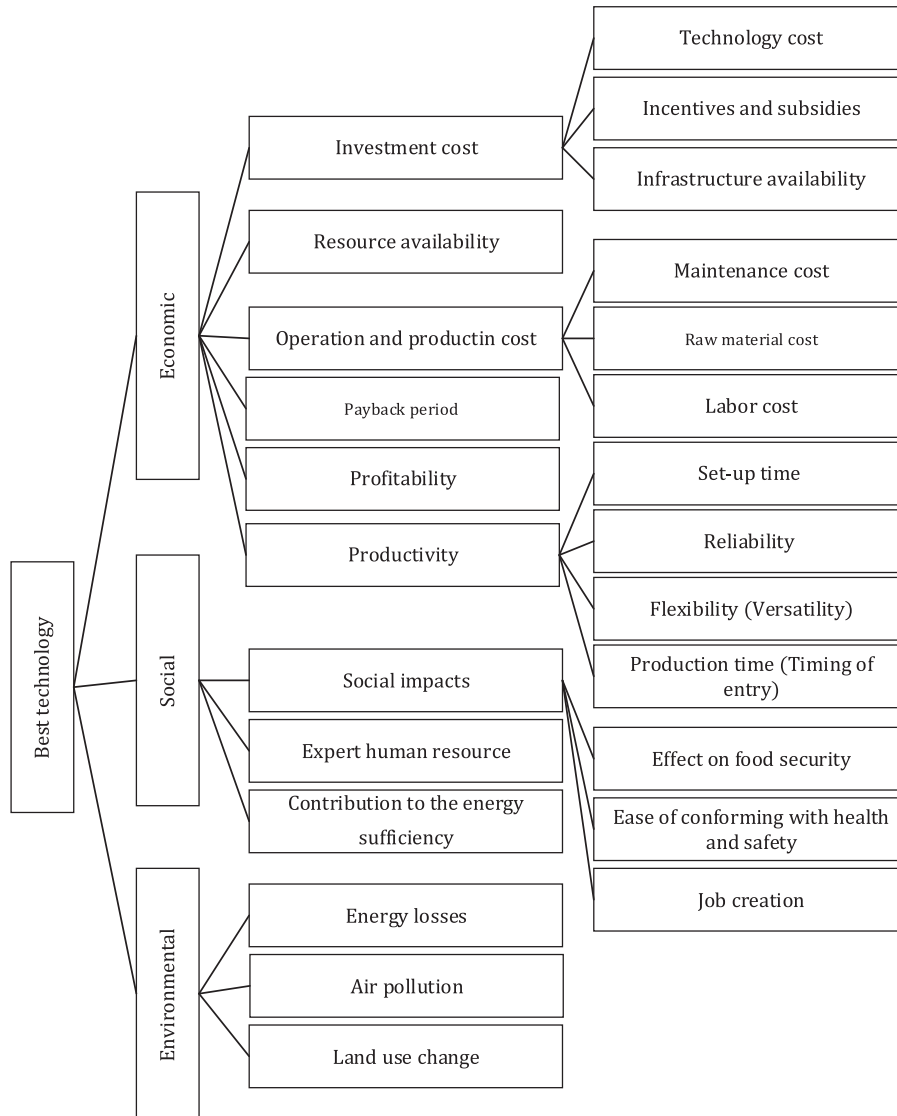 Best technology
Economic
Social
Environmental
Investment cost
Resource availability
Operation and productin cost
Payback period
Profitability
Productivity
Social impacts
Expert human resource
Contribution to the energy
sufficiency
Energy losses
Air pollution
Land use change
Technology cost
Incentives and subsidies
Infrastructure availability
Maintenance cost
Raw material cost
Labor cost
Set-up time
Reliability
Flexibility (Versatility)
Production time (Timing of
entry)
Effect on food security
Ease of conforming with health
and safety
Job creation